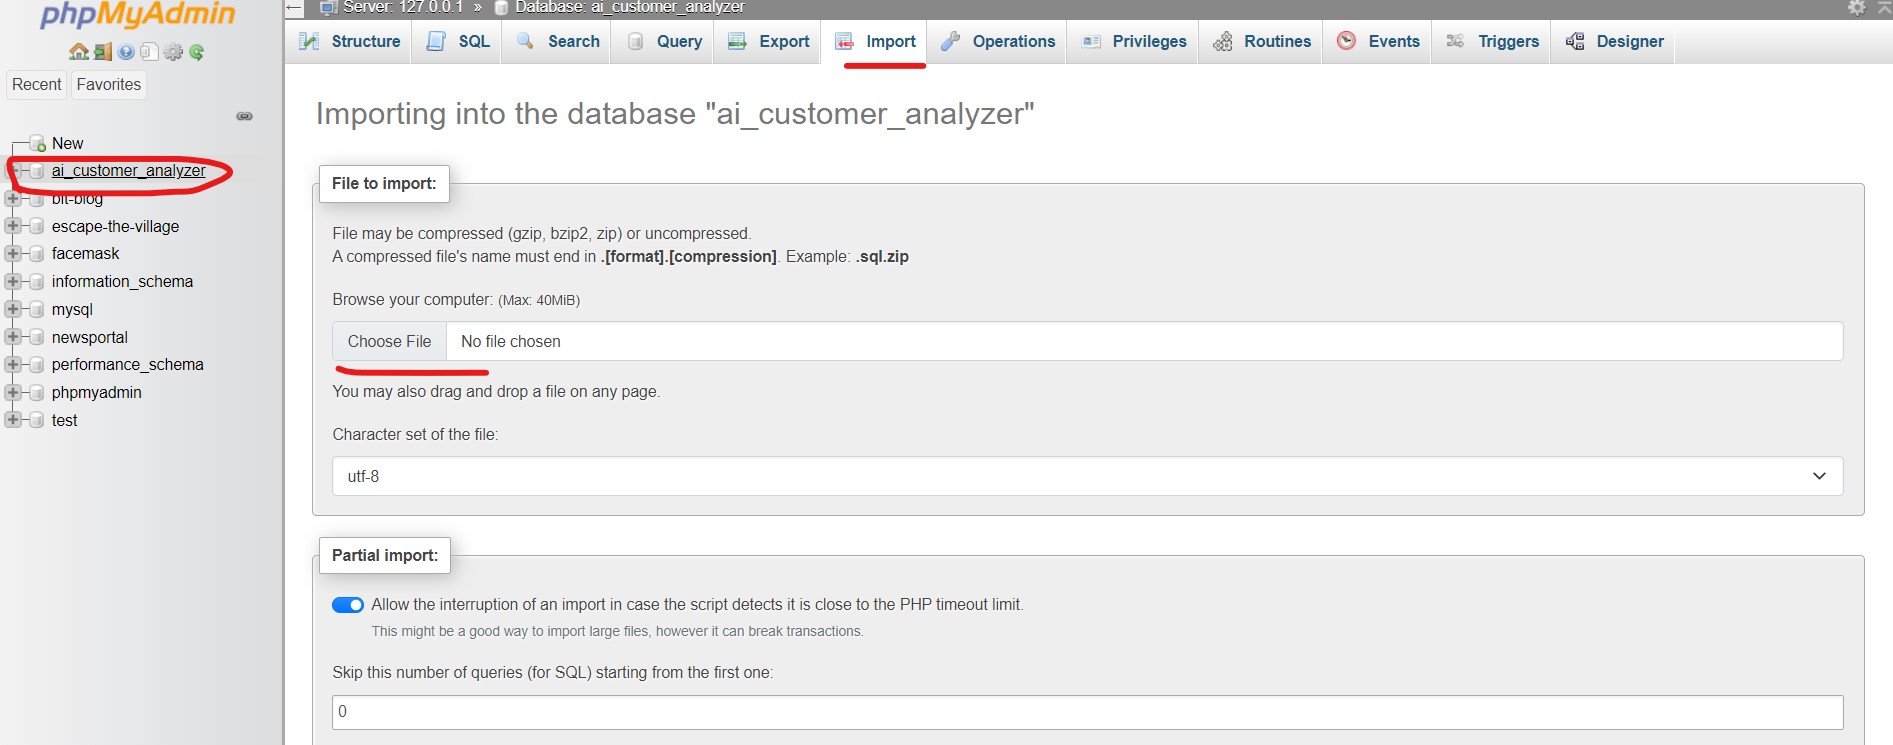 phpMyAdmin
Server: 127.0.0.1 » Database: ai_customer_analyzer
Structure SQL Search Query Export Import Operations Privileges Routines Events Triggers Designer
Recent Favorites
New
ai_customer_analyzer
bit-blog
escape-the-village
facemask
information_schema
mysql
newsportal
performance_schema
phpmyadmin
test
Importing into the database "ai_customer_analyzer"
File to import:
File may be compressed (gzip, bzip2, zip) or uncompressed.
A compressed file's name must end in .[format].[compression]. Example: .sql.zip
Browse your computer: (Max: 40MiB)
Choose File No file chosen
You may also drag and drop a file on any page.
Character set of the file:
utf-8
Partial import:
Allow the interruption of an import in case the script detects it is close to the PHP timeout limit.
This might be a good way to import large files, however it can break transactions.
Skip this number of queries (for SQL) starting from the first one:
0